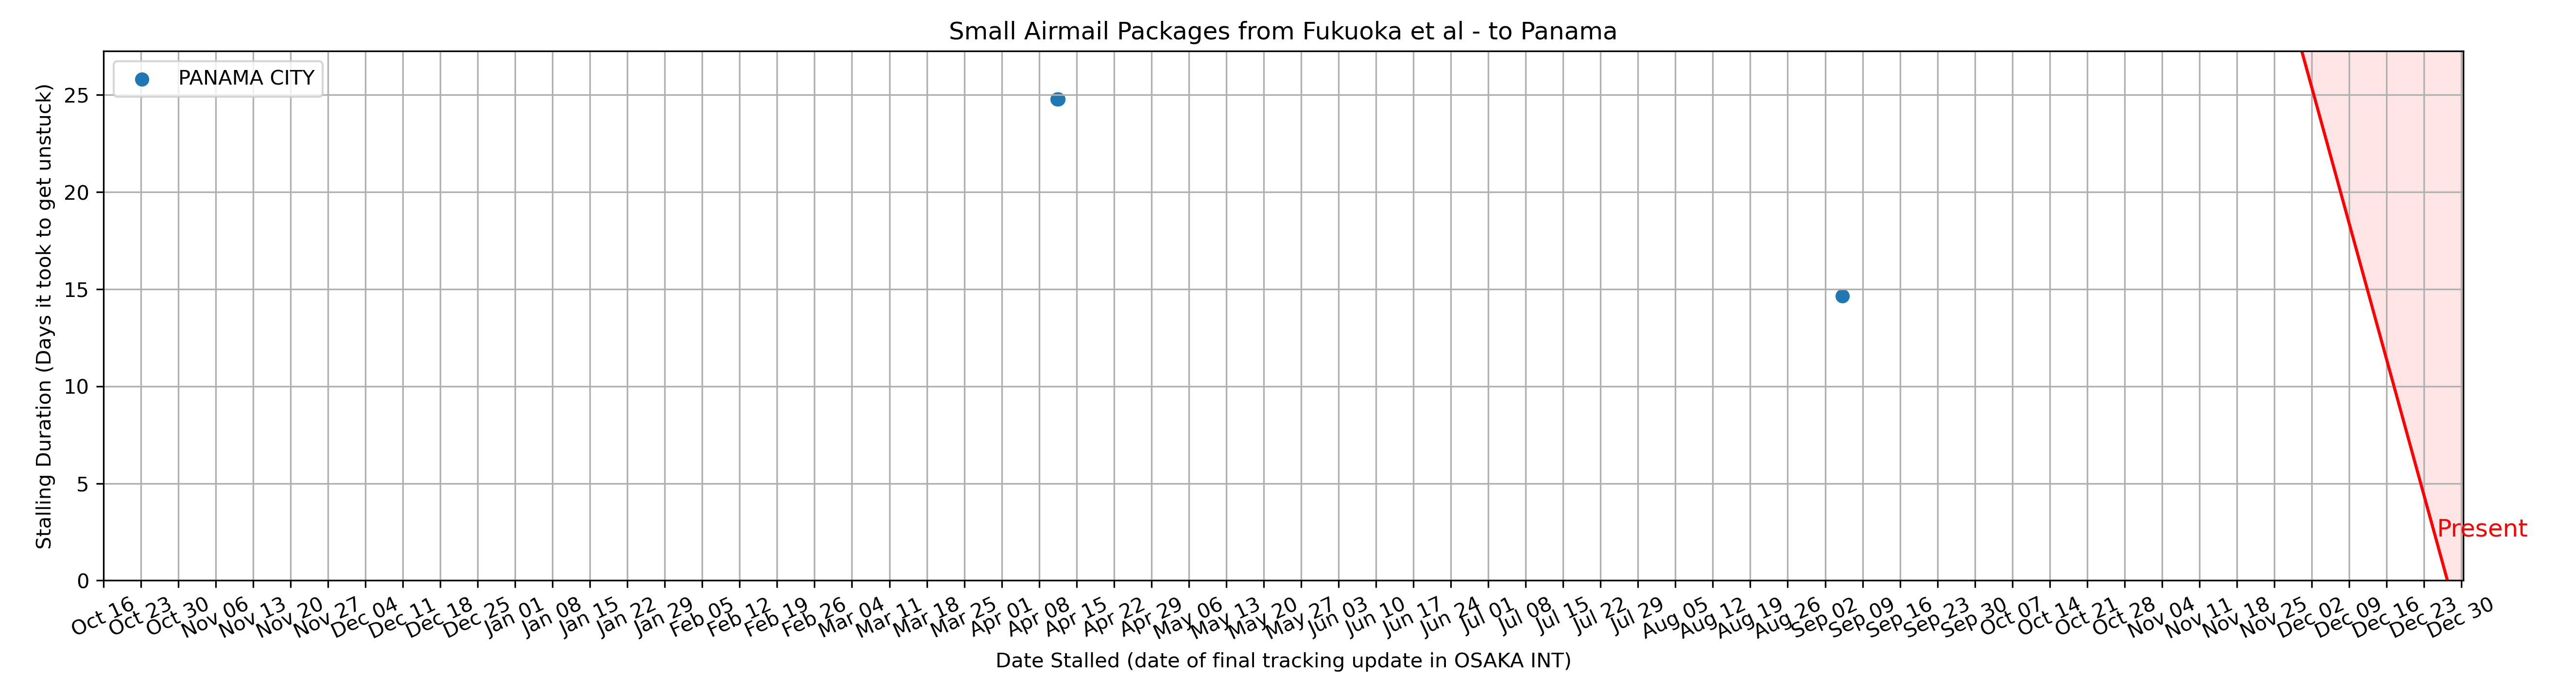 Small Airmail Packages from Fukuoka et al - to Panama
PANAMA CITY
Stalling Duration (Days it took to get unstuck)
25
20
15
10
5
0
Present
Oct 16
Oct 23
Oct 30
Nov 06
Nov 13
Nov 20
Nov 27
Dec 04
Dec 11
Dec 18
Dec 25
Jan 01
Jan 08
Jan 15
Jan 22
Jan 29
Feb 05
Feb 12
Feb 19
Feb 26
Mar 04
Mar 11
Mar 18
Mar 25
Apr 01
Apr 08
Apr 15
Apr 22
Apr 29
May 06
May 13
May 20
May 27
Jun 03
Jun 10
Jun 17
Jun 24
Jul 01
Jul 08
Jul 15
Jul 22
Jul 29
Aug 05
Aug 12
Aug 19
Aug 26
Sep 02
Sep 09
Sep 16
Sep 23
Sep 30
Oct 07
Oct 14
Oct 21
Oct 28
Nov 04
Nov 11
Nov 18
Nov 25
Dec 02
Dec 09
Dec 16
Dec 23
Dec 30
Date Stalled (date of final tracking update in OSAKA INT)